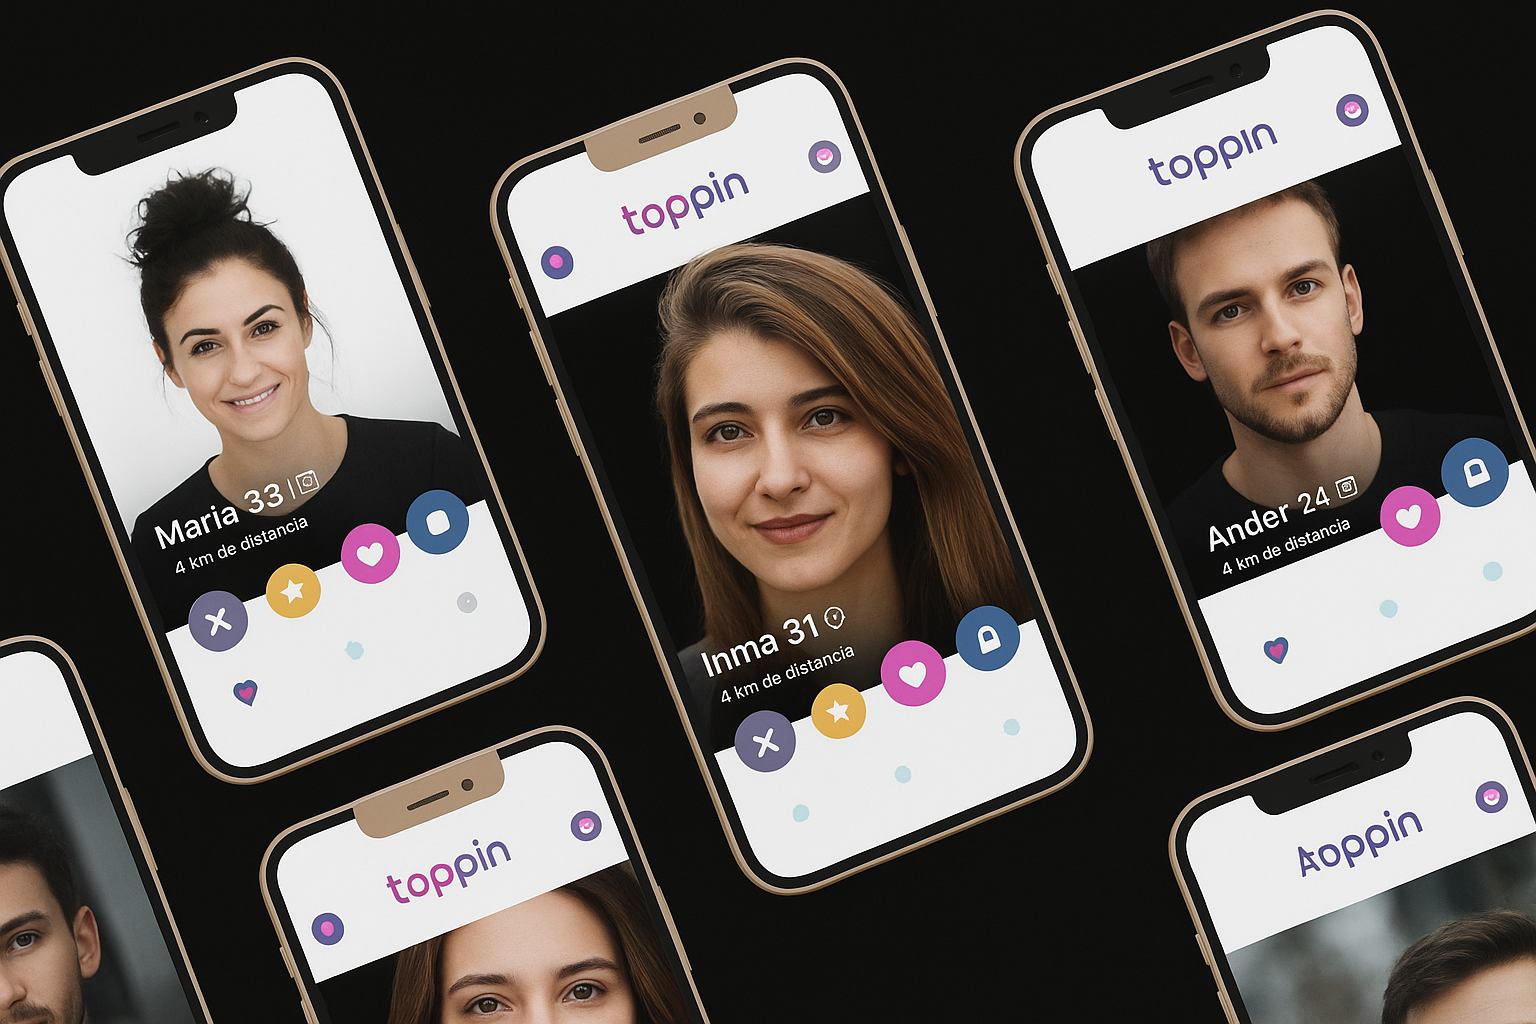 Maria 33
4 km de distancia
toppin
Inma 31
4 km de distancia
toppin
Ander 24
4 km de distancia
toppin
Aoppin